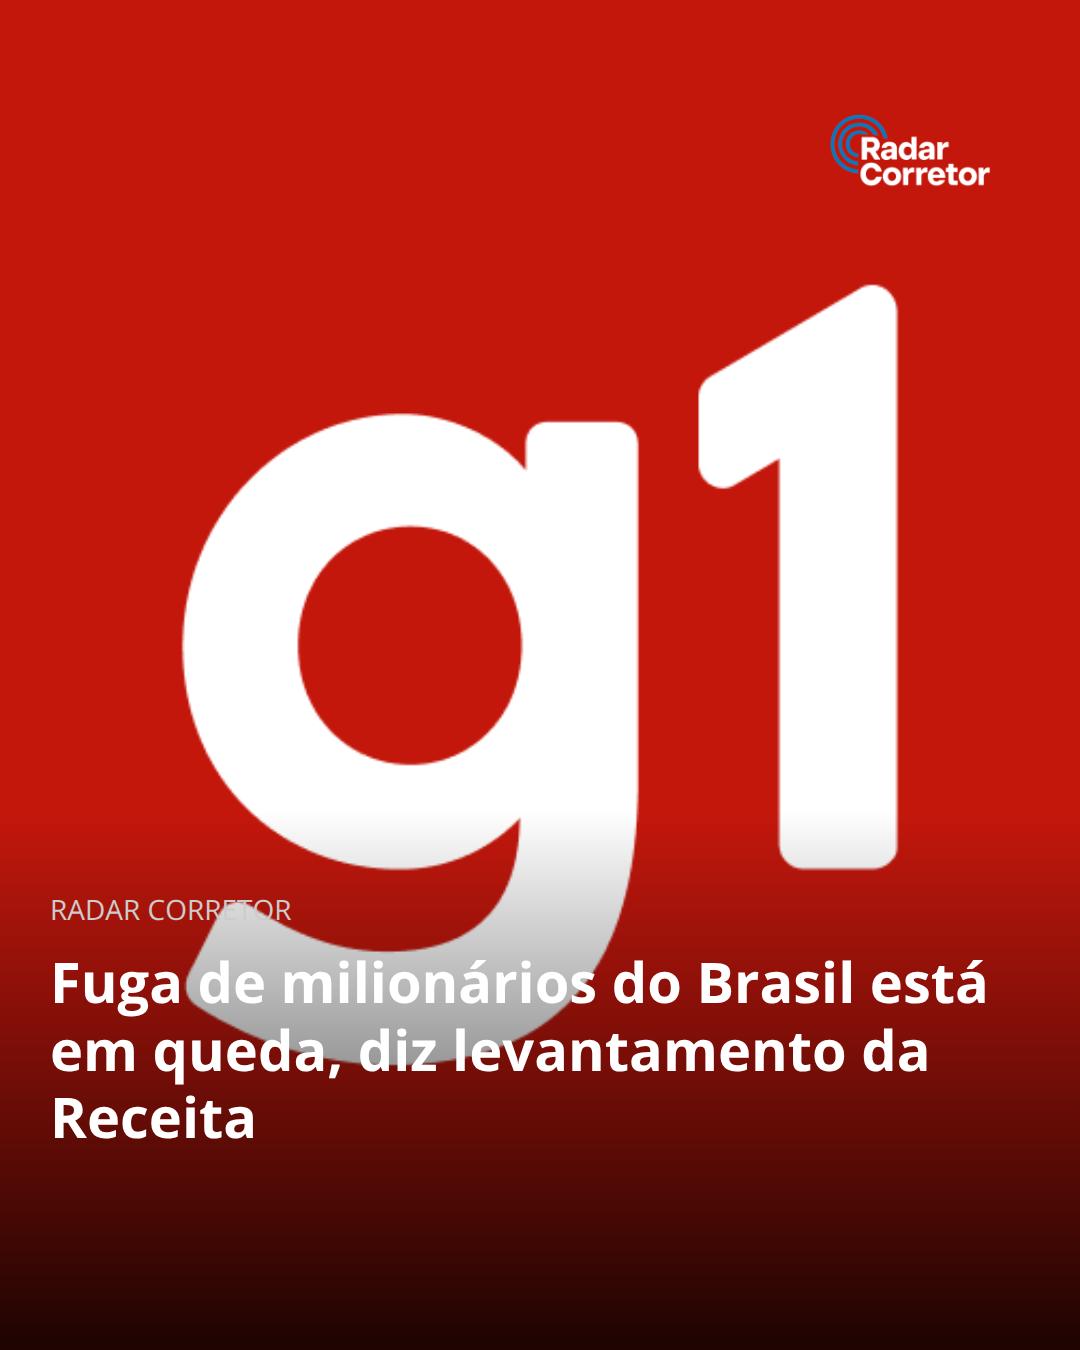 Radar
Corretor
g1
RADAR CORRETOR
Fuga de milionários do Brasil está
em queda, diz levantamento da
Receita